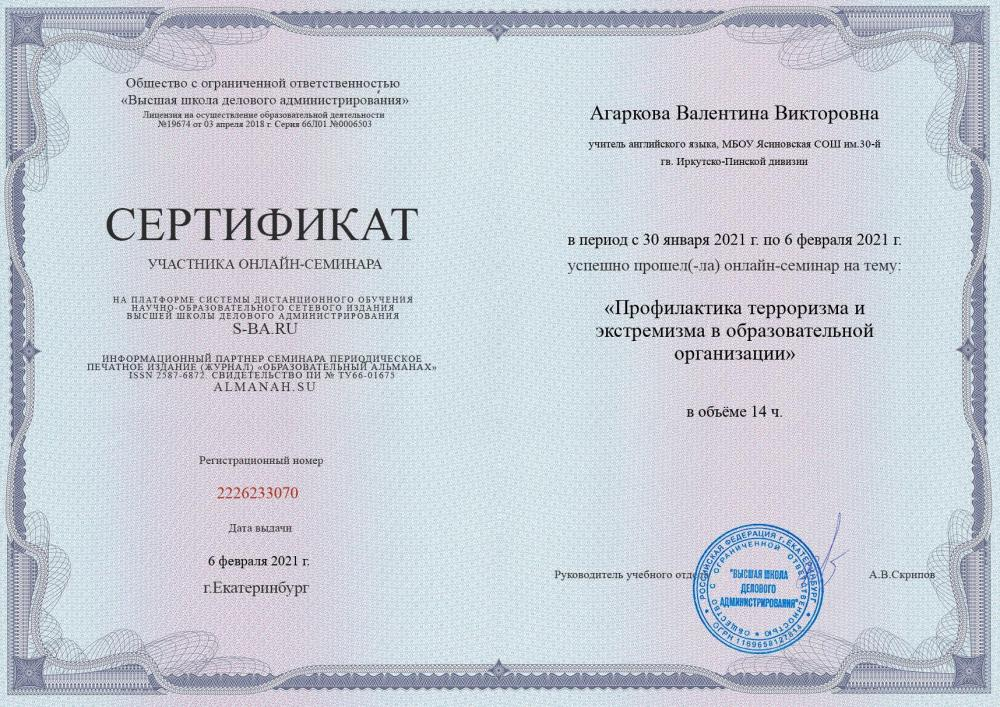 Общество с ограниченной ответственностью
«Высшая школа делового администрирования»
Лицензия на осуществление образовательной деятельности
№19674 от 03 апреля 2018 г. Серия 66Л01 №0006503
СЕРТИФИКАТ
УЧАСТНИКА ОНЛАЙН-СЕМИНАРА
НА ПЛАТФОРМЕ СИСТЕМЫ ДИСТАНЦИОННОГО ОБУЧЕНИЯ
НАУЧНО-ОБРАЗОВАТЕЛЬНОГО СЕТЕВОГО ИЗДАНИЯ
ВЫСШЕЙ ШКОЛЫ ДЕЛОВОГО АДМИНИСТРИРОВАНИЯ
S-BA.RU
ИНФОРМАЦИОННЫЙ ПАРТНЕР СЕМИНАРА ПЕРИОДИЧЕСКОЕ
ПЕЧАТНОЕ ИЗДАНИЕ (ЖУРНАЛ) «ОБРАЗОВАТЕЛЬНЫЙ АЛЬМАНАХ»
ISSN 2587-6872. СВИДЕТЕЛЬСТВО ПИ № ТУ66-01675
ALMANAH.SU
Регистрационный номер
2226233070
Дата выдачи
6 февраля 2021 г.
г.Екатеринбург
Агаркова Валентина Викторовна
учитель английского языка, МБОУ Ясиновская СОШ им.30-й
гв. Иркутско-Пинской дивизии
в период с 30 января 2021 г. по 6 февраля 2021 г.
успешно прошел(-ла) онлайн-семинар на тему:
«Профилактика терроризма и
экстремизма в образовательной
организации»
в объёме 14 ч.
Руководитель учебного отде
А.В.Скрипов
РОССИЙСКАЯ ФЕДЕРАЦИЯ г. ЕКАТЕРИНБУРГ
ОБЩЕСТВО С ОГРАНИЧЕННОЙ ОТВЕТСТВЕННОСТЬЮ
"ВЫСШАЯ ШКОЛА
ДЕЛОВОГО
АДМИНИСТРИРОВАНИЯ"
ОГРН 1169658127814